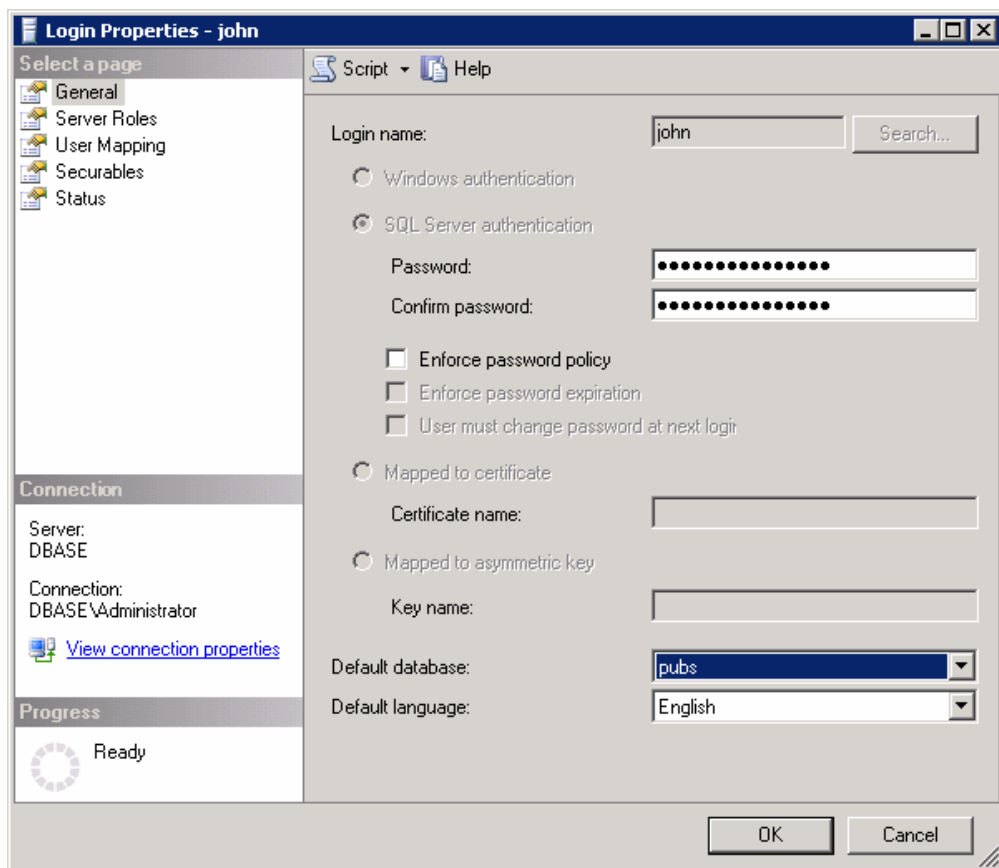 Login Properties - john
Select a page
General
Server Roles
User Mapping
Securables
Status
Connection
Server:
DBASE
Connection:
DBASE\Administrator
View connection properties
Progress
Ready
Script Help
Login name: john Search...
Windows authentication
SQL Server authentication
Password: ●●●●●●●●●●●●●●●
Confirm password: ●●●●●●●●●●●●●●●
Enforce password policy
Enforce password expiration
User must change password at next login
Mapped to certificate
Certificate name:
Mapped to asymmetric key
Key name:
Default database: pubs
Default language: English
OK Cancel